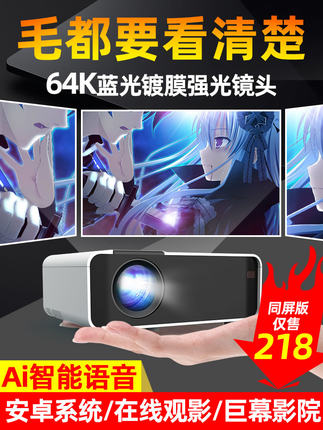 毛都要看清楚
64K蓝光镀膜强光镜头
同屏版
仅售
218
Ai智能语音
安卓系统/在线观影/巨幕影院